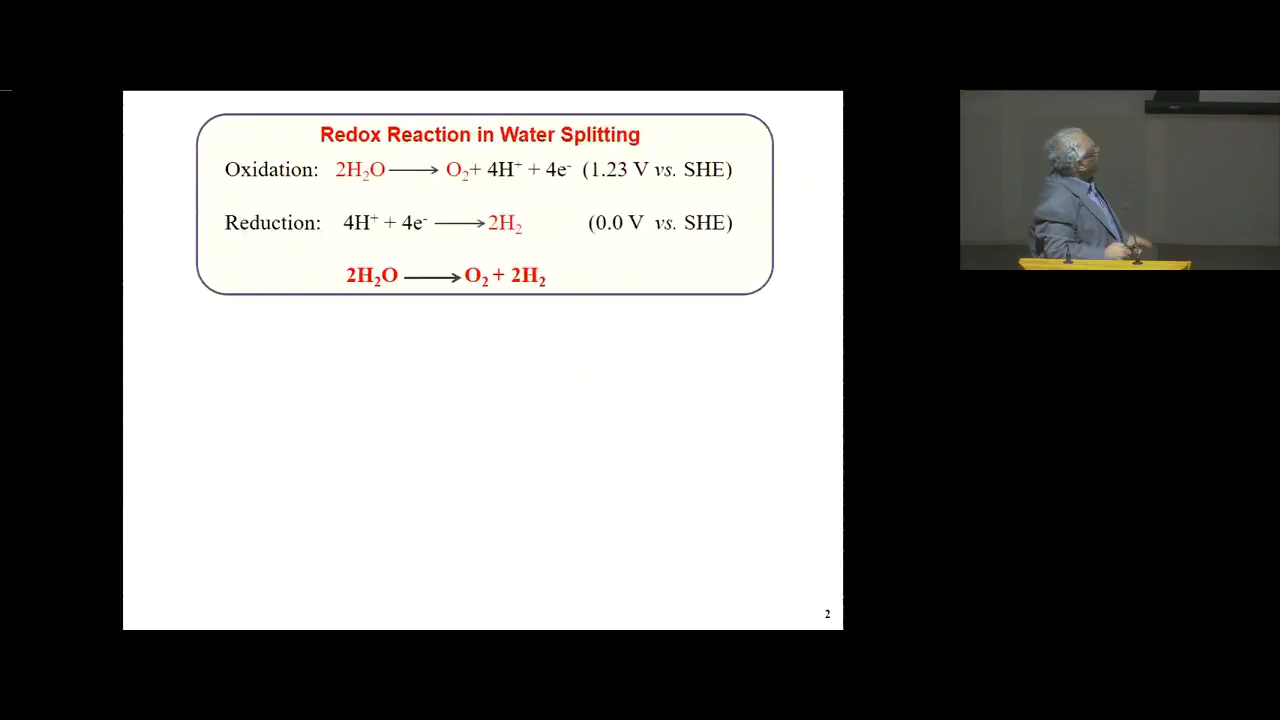 Redox Reaction in Water Splitting
Oxidation: 2H₂O ⟶ O₂+ 4H⁺ + 4e⁻ (1.23 V vs. SHE)
Reduction: 4H⁺ + 4e⁻ ⟶ 2H₂ (0.0 V vs. SHE)
2H₂O ⟶ O₂ + 2H₂
2